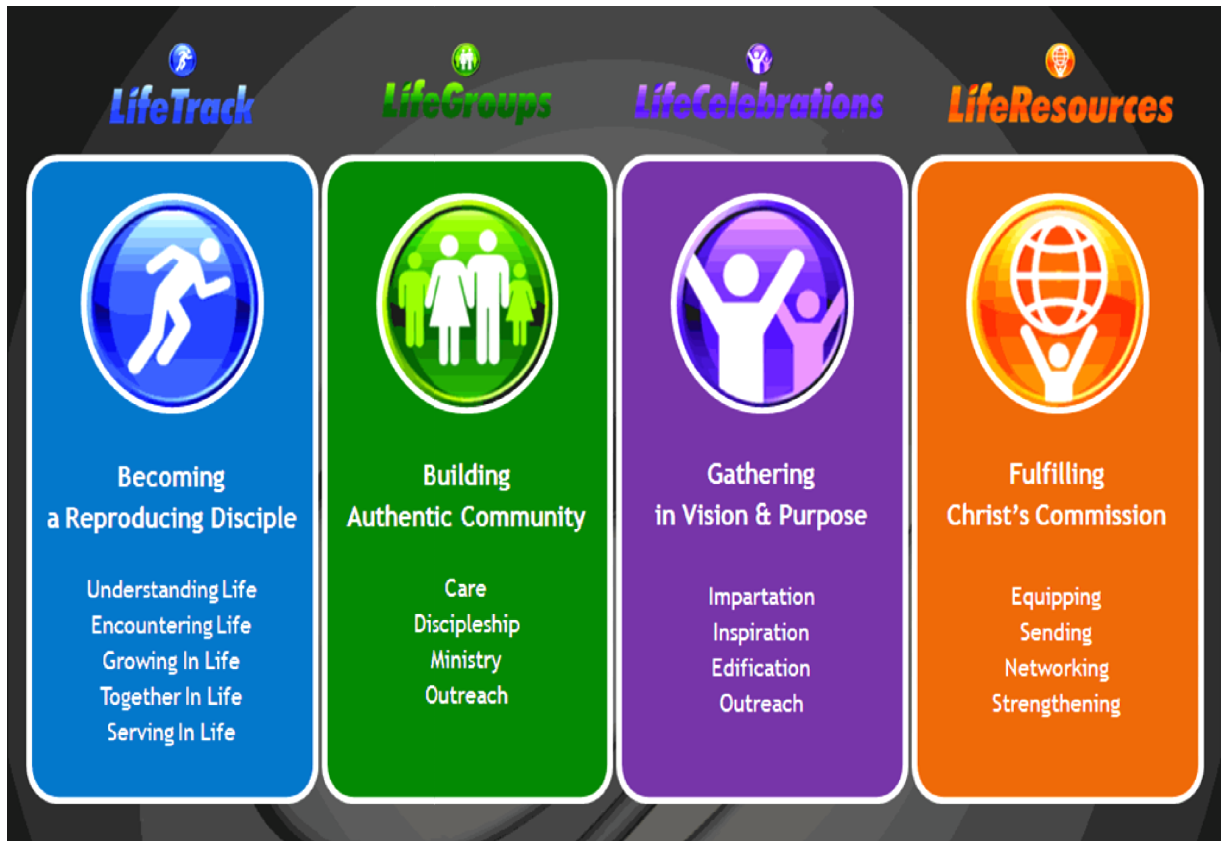 LifeTrack
LifeGroups
LifeCelebrations
LifeResources
Becoming
a Reproducing Disciple
Understanding Life
Encountering Life
Growing In Life
Together In Life
Serving In Life
Building
Authentic Community
Care
Discipleship
Ministry
Outreach
Gathering
in Vision & Purpose
Impartation
Inspiration
Edification
Outreach
Fulfilling
Christ’s Commission
Equipping
Sending
Networking
Strengthening